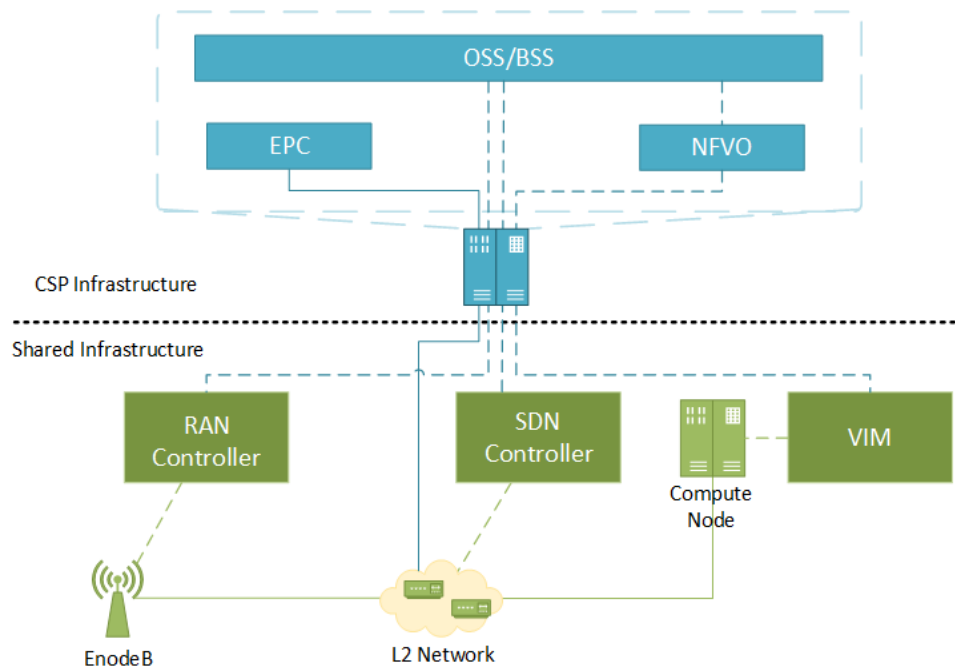 OSS/BSS
EPC
NFVO
CSP Infrastructure
Shared Infrastructure
RAN
Controller
SDN
Controller
VIM
Compute
Node
EnodeB
L2 Network